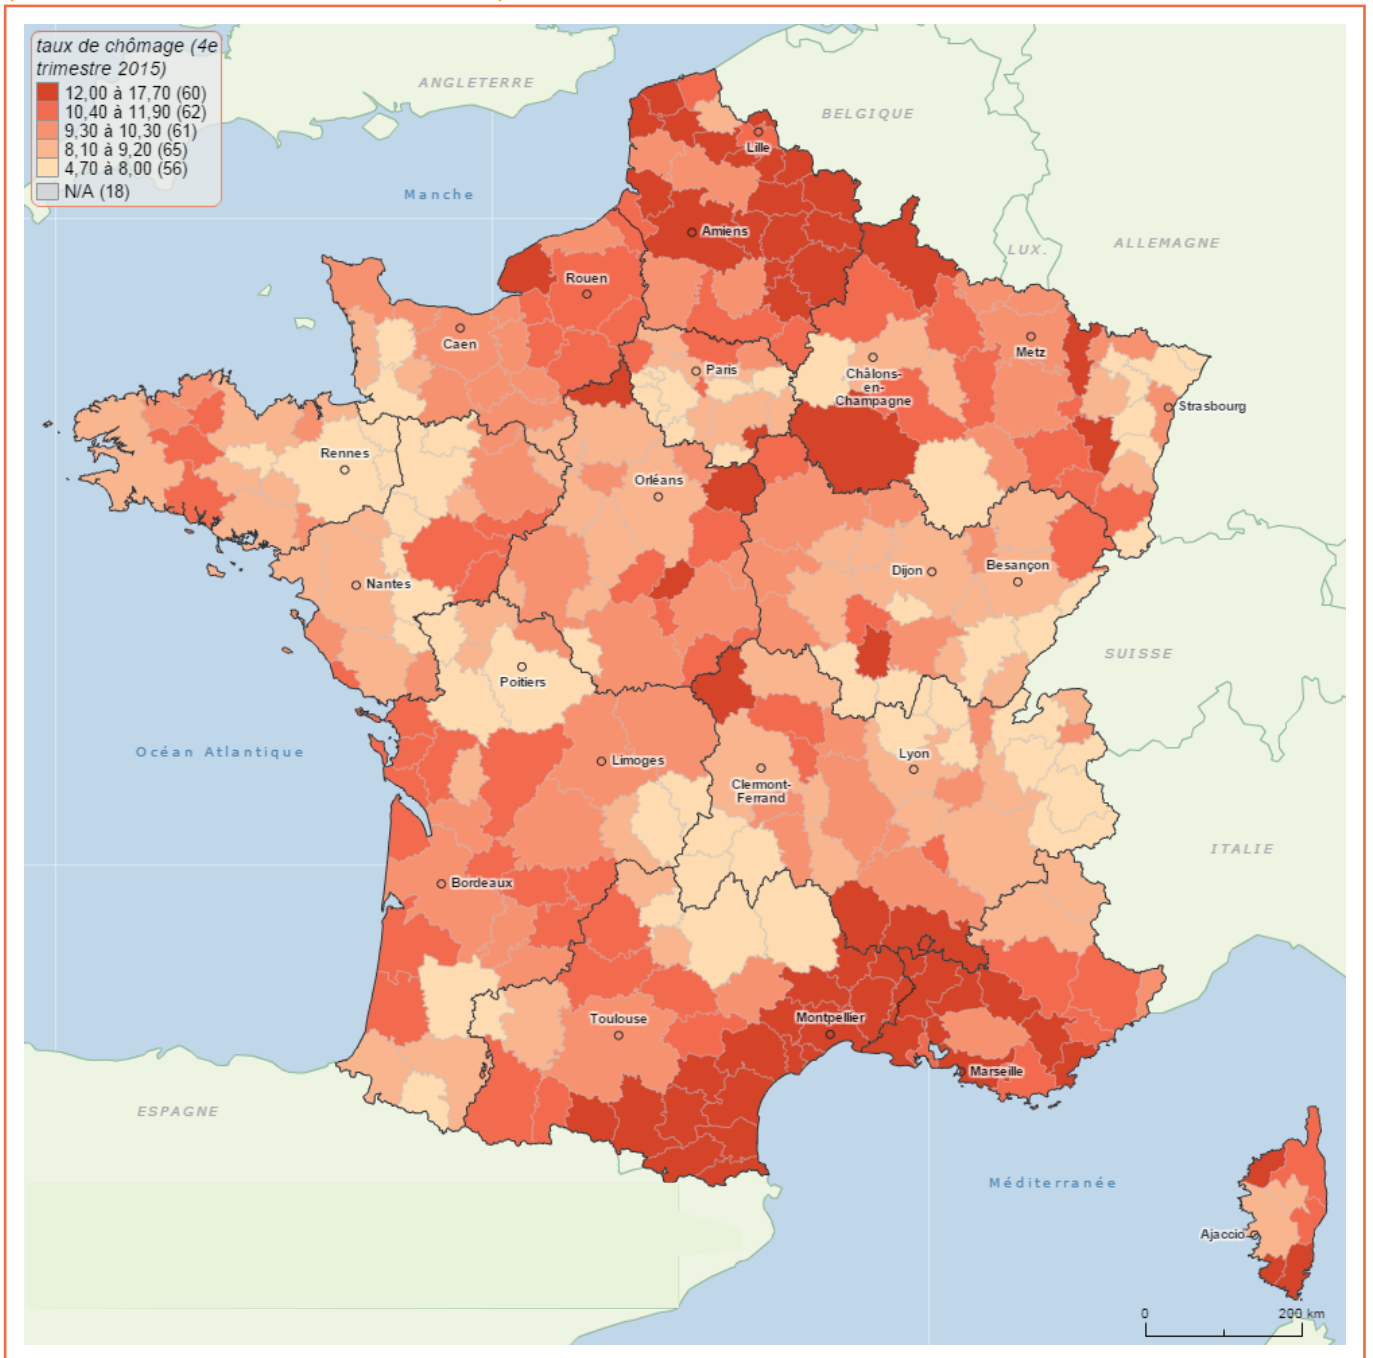 taux de chômage (4e
trimestre 2015)
12,00 à 17,70 (60)
10,40 à 11,90 (62)
9,30 à 10,30 (61)
8,10 à 9,20 (65)
4,70 à 8,00 (56)
N/A (18)
ANGLETERRE
BELGIQUE
Lille
Manche
Amiens
LUX.
ALLEMAGNE
Rouen
Caen
Metz
Paris
Châlons-
en-
Champagne
Strasbourg
Rennes
Orléans
Nantes
Dijon
Besançon
SUISSE
Poitiers
Océan Atlantique
Limoges
Lyon
Clermont-
Ferrand
ITALIE
Bordeaux
Toulouse
Montpellier
Marseille
ESPAGNE
Méditerranée
Ajaccio
0
200 km